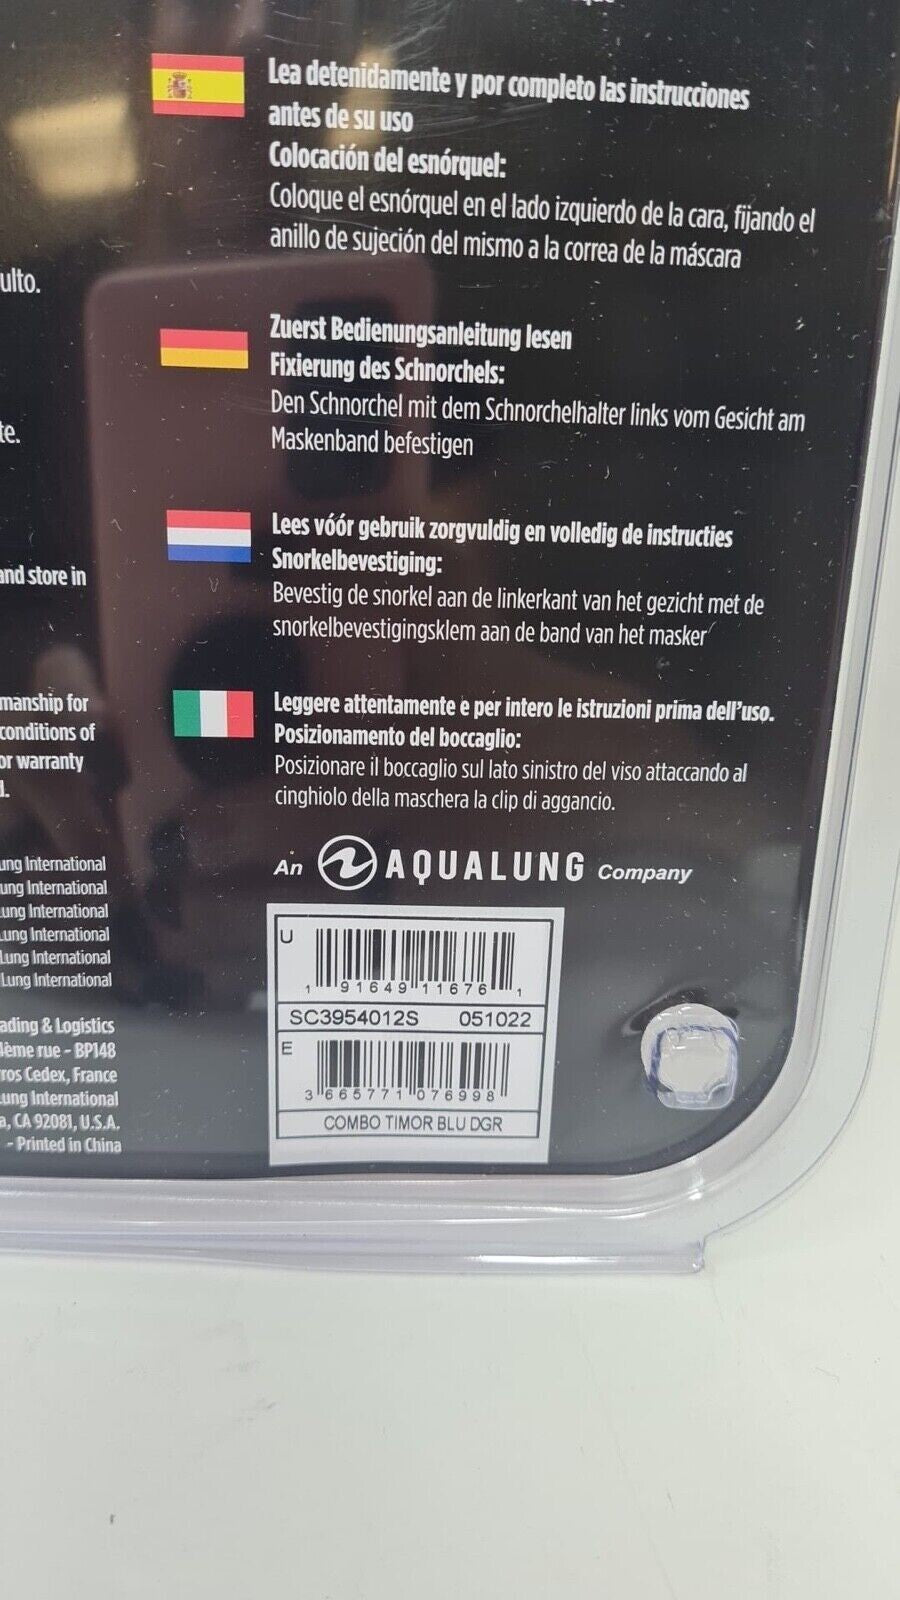 Lea detenidamente y por completo las instrucciones
antes de su uso
Colocación del esnórquel:
Coloque el esnórquel en el lado izquierdo de la cara, fijando el
anillo de sujeción del mismo a la correa de la máscara
ulto.
Zuerst Bedienungsanleitung lesen
Fixierung des Schnorchels:
Den Schnorchel mit dem Schnorchelhalter links vom Gesicht am
Maskenband befestigen
te.
Lees vóór gebruik zorgvuldig en volledig de instructies
Snorkelbevestiging:
Bevestig de snorkel aan de linkerkant van het gezicht met de
snorkelbevestigingsklem aan de band van het masker
and store in
Leggere attentamente e per intero le istruzioni prima dell'uso.
Posizionamento del boccaglio:
Posizionare il boccaglio sul lato sinistro del viso attaccando al
cinghiolo della maschera la clip di aggancio.
manship for
conditions of
or warranty
An AQUALUNG Company
ung International
ung International
Lung International
Lung International
Lung International
Lung International
ading & Logistics
4ème rue - BP148
ros Cedex, France
Lung International
a, CA 92081, U.S.A.
- Printed in China
U
1 91649 11676 1
SC3954012S 051022
E
3 665771 076998
COMBO TIMOR BLU DGR